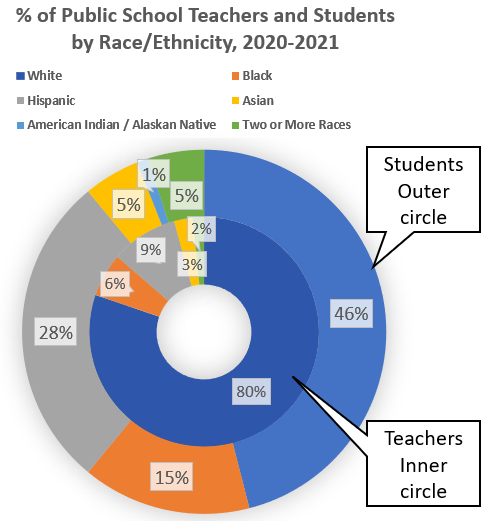 % of Public School Teachers and Students
by Race/Ethnicity, 2020-2021
White
Black
Hispanic
Asian
American Indian / Alaskan Native
Two or More Races
Students
Outer
circle
1%
5%
5%
2%
9%
3%
6%
46%
28%
80%
Teachers
Inner
circle
15%